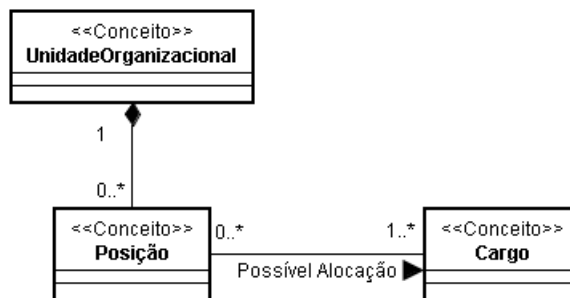 <<Conceito>>
UnidadeOrganizacional
1
0..*
<<Conceito>>
Posição
0..*
1..*
Possível Alocação
<<Conceito>>
Cargo